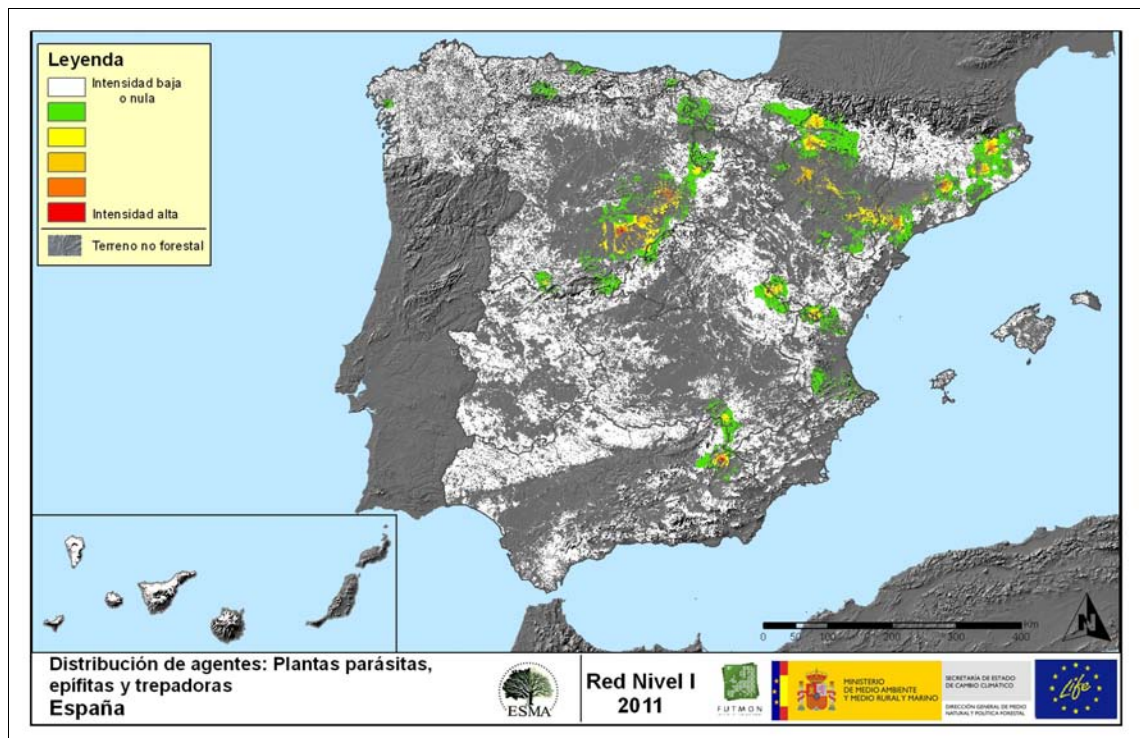 Leyenda
Intensidad baja
o nula
Intensidad alta
Terreno no forestal
N
Km
0 50 100 200 300 400
Distribución de agentes: Plantas parásitas,
epífitas y trepadoras
España
ESMA
Red Nivel I
2011
FUTMON
MINISTERIO
DE MEDIO AMBIENTE
Y MEDIO RURAL Y MARINO
SECRETARÍA DE ESTADO
DE CAMBIO CLIMÁTICO
DIRECCIÓN GENERAL DE MEDIO
NATURAL Y POLÍTICA FORESTAL
Life